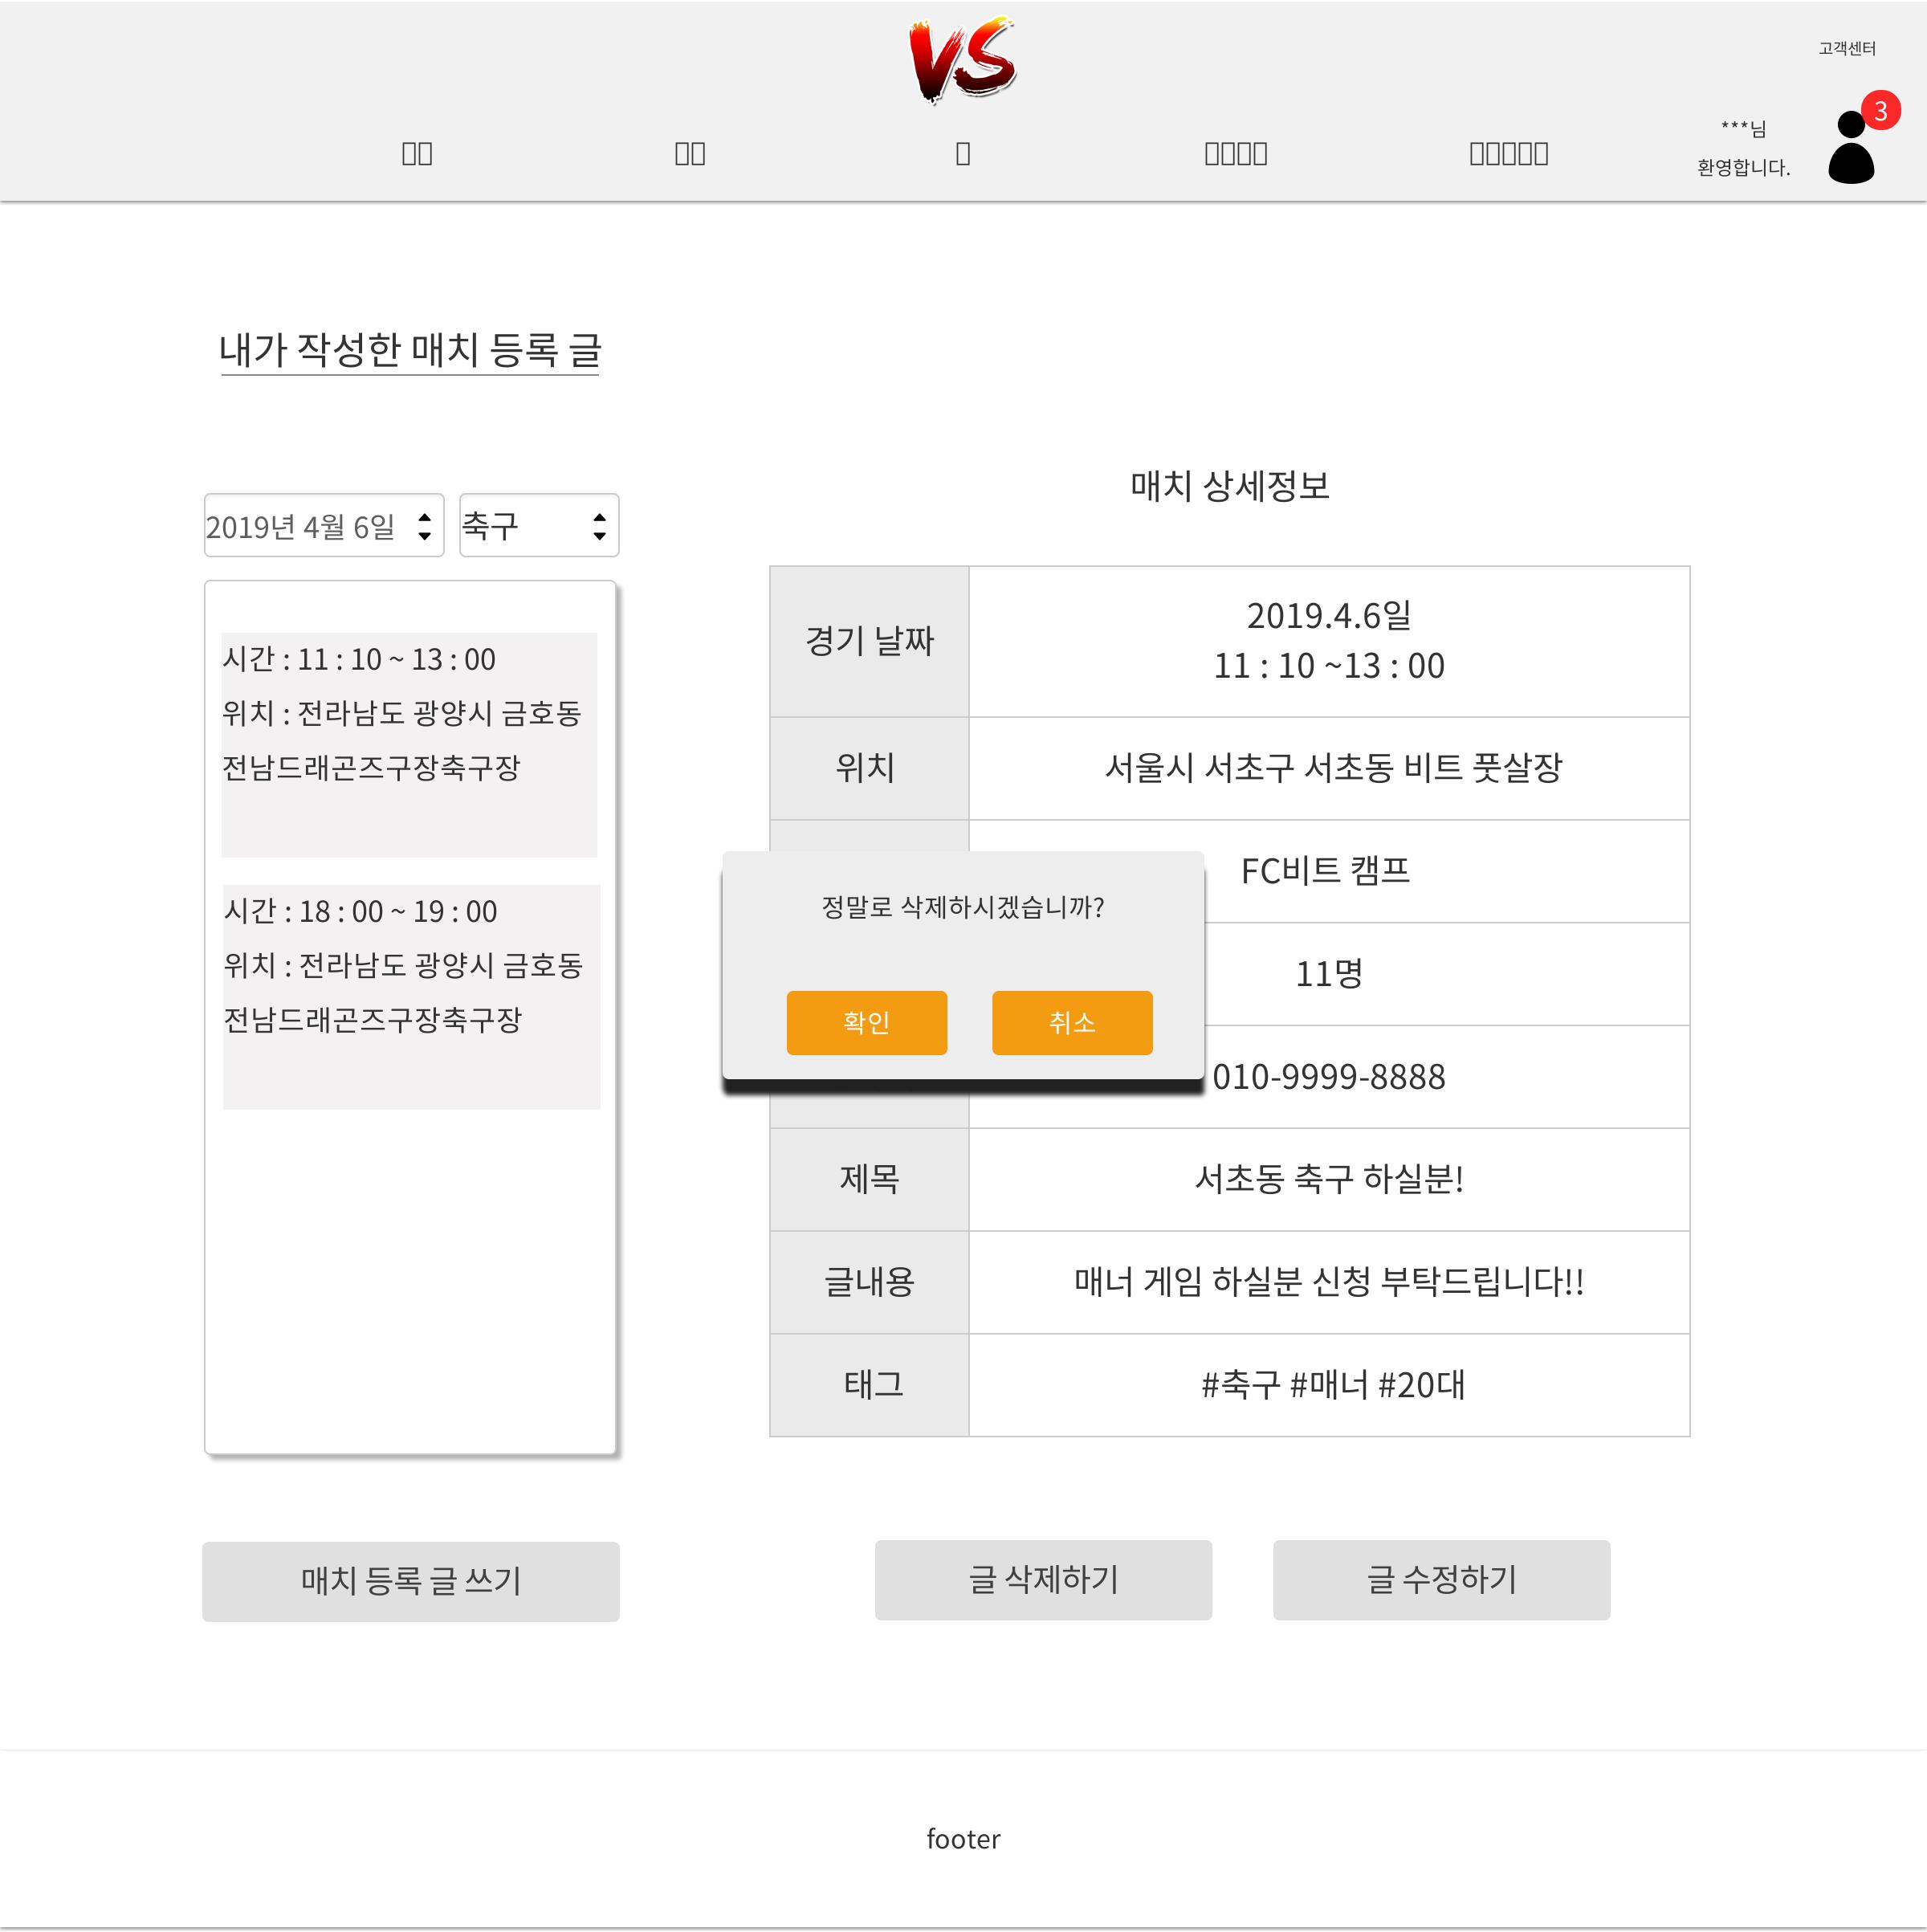 VS
고객센터
3
***님
환영합니다.
내가 작성한 매치 등록 글
매치 상세정보
2019년 4월 6일
축구
시간 : 11 : 10 ~ 13 : 00
위치 : 전라남도 광양시 금호동
전남드래곤즈구장축구장
시간 : 18 : 00 ~ 19 : 00
위치 : 전라남도 광양시 금호동
전남드래곤즈구장축구장
경기 날짜
2019.4.6일
11 : 10 ~13 : 00
위치
서울시 서초구 서초동 비트 풋살장
FC비트 캠프
11명
010-9999-8888
정말로 삭제하시겠습니까?
확인
취소
제목
서초동 축구 하실분!
글내용
매너 게임 하실분 신청 부탁드립니다!!
태그
#축구 #매너 #20대
매치 등록 글 쓰기
글 삭제하기
글 수정하기
footer